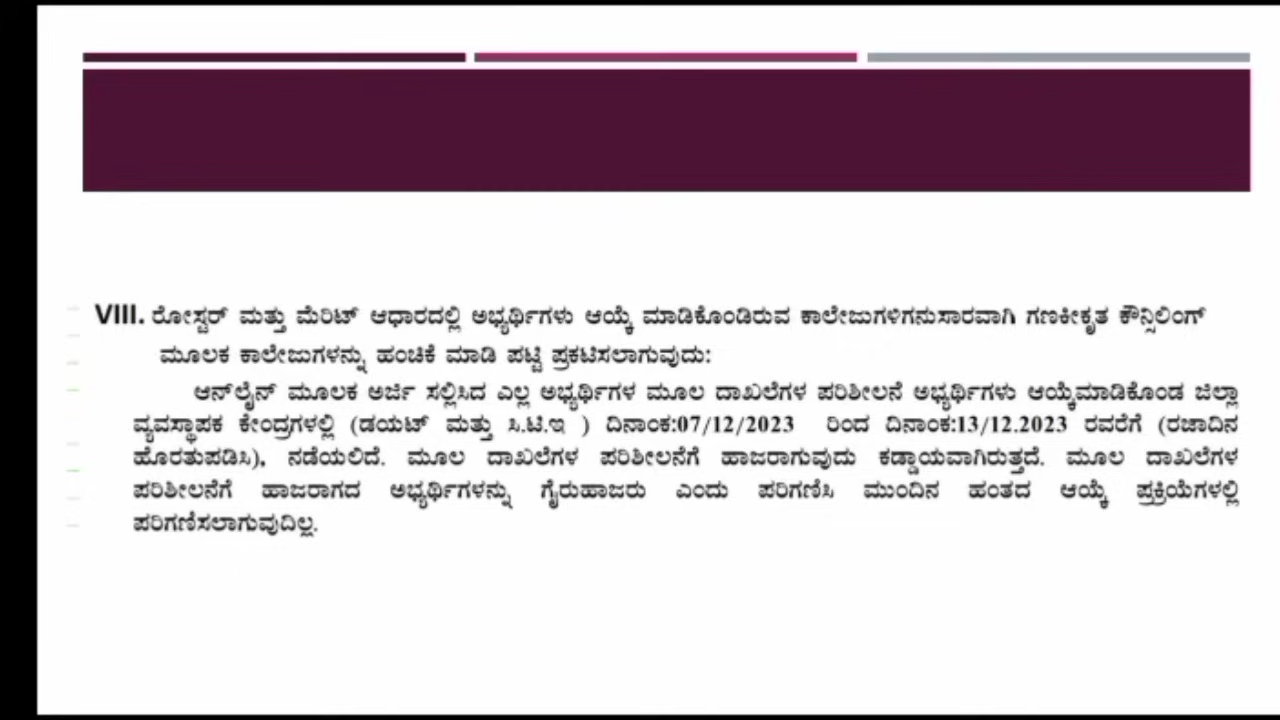 VIII. ರೋಸ್ಟರ್ ಮತ್ತು ಮೆರಿಟ್ ಆಧಾರದಲ್ಲಿ ಅಭ್ಯರ್ಥಿಗಳು ಆಯ್ಕೆ ಮಾಡಿಕೊಂಡಿರುವ ಕಾಲೇಜುಗಳಿಗನುಸಾರವಾಗಿ ಗಣಕೀಕೃತ ಕೌನ್ಸಿಲಿಂಗ್
ಮೂಲಕ ಕಾಲೇಜುಗಳನ್ನು ಹಂಚಿಕೆ ಮಾಡಿ ಪಟ್ಟಿ ಪ್ರಕಟಿಸಲಾಗುವುದು:
ಆನ್‌ಲೈನ್ ಮೂಲಕ ಅರ್ಜಿ ಸಲ್ಲಿಸಿದ ಎಲ್ಲ ಅಭ್ಯರ್ಥಿಗಳ ಮೂಲ ದಾಖಲೆಗಳ ಪರಿಶೀಲನೆ ಅಭ್ಯರ್ಥಿಗಳು ಆಯ್ಕೆಮಾಡಿಕೊಂಡ ಜಿಲ್ಲಾ
ವ್ಯವಸ್ಥಾಪಕ ಕೇಂದ್ರಗಳಲ್ಲಿ (ಡಯಟ್ ಮತ್ತು ಸಿ.ಟಿ.ಇ ) ದಿನಾಂಕ:07/12/2023 ರಿಂದ ದಿನಾಂಕ:13/12.2023 ರವರೆಗೆ (ರಜಾದಿನ
ಹೊರತುಪಡಿಸಿ), ನಡೆಯಲಿದೆ. ಮೂಲ ದಾಖಲೆಗಳ ಪರಿಶೀಲನೆಗೆ ಹಾಜರಾಗುವುದು ಕಡ್ಡಾಯವಾಗಿರುತ್ತದೆ. ಮೂಲ ದಾಖಲೆಗಳ
ಪರಿಶೀಲನೆಗೆ ಹಾಜರಾಗದ ಅಭ್ಯರ್ಥಿಗಳನ್ನು ಗೈರುಹಾಜರು ಎಂದು ಪರಿಗಣಿಸಿ ಮುಂದಿನ ಹಂತದ ಆಯ್ಕೆ ಪ್ರಕ್ರಿಯೆಗಳಲ್ಲಿ
ಪರಿಗಣಿಸಲಾಗುವುದಿಲ್ಲ.